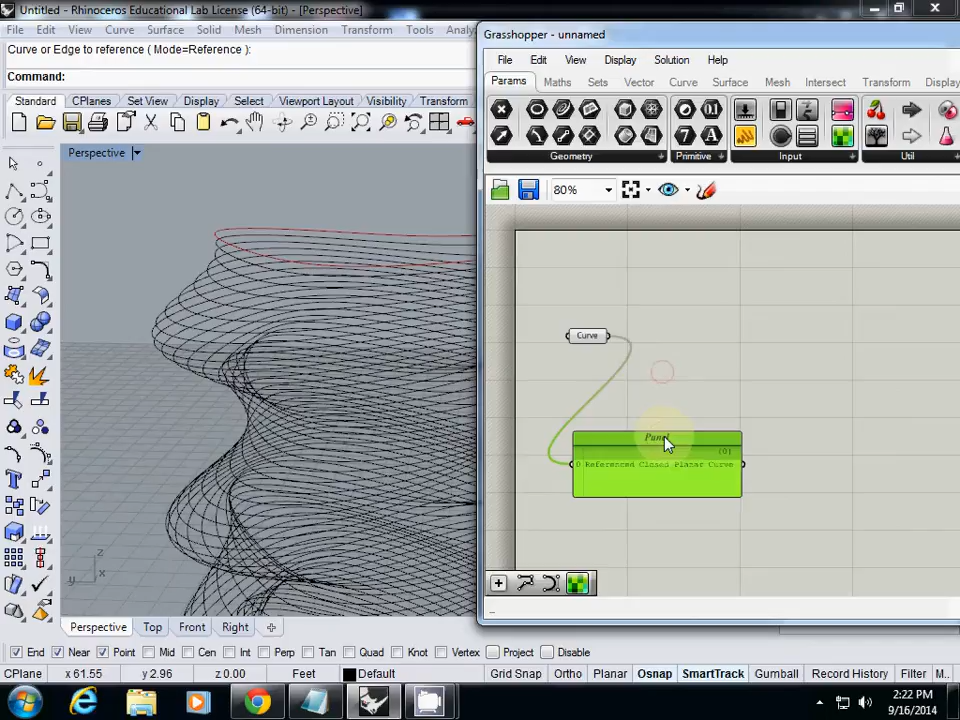 Untitled - Rhinoceros Educational Lab License (64-bit) - [Perspective]
File Edit View Curve Surface Solid Mesh Dimension Transform Tools Analy
Curve or Edge to reference ( Mode=Reference ):
Command:
Standard CPlanes Set View Display Select Viewport Layout Visibility Transform
Perspective
Grasshopper - unnamed
File Edit View Display Solution Help
Params Maths Sets Vector Curve Surface Mesh Intersect Transform Display
Geometry Primitive Input Util
80%
Curve
Panel
{0}
0 Referenced Closed Planar Curve
z
y x
Perspective Top Front Right
End Near Point Mid Cen Int Perp Tan Quad Knot Vertex Project Disable
CPlane x 61.55 y 2.96 z 0.00 Feet Default Grid Snap Ortho Planar Osnap SmartTrack Gumball Record History Filter M..
2:22 PM
9/16/2014